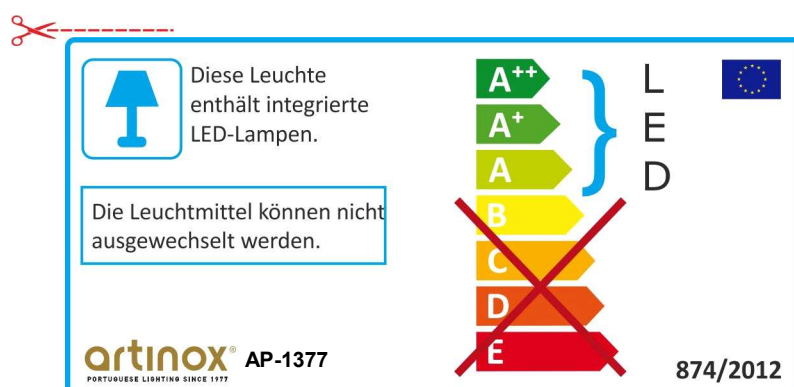 Diese Leuchte
enthält integrierte
LED-Lampen.
Die Leuchtmittel können nicht
ausgewechselt werden.
A++
A+
A
B
C
D
E
L
E
D
artinox® AP-1377
PORTUGUESE LIGHTING SINCE 1977
874/2012